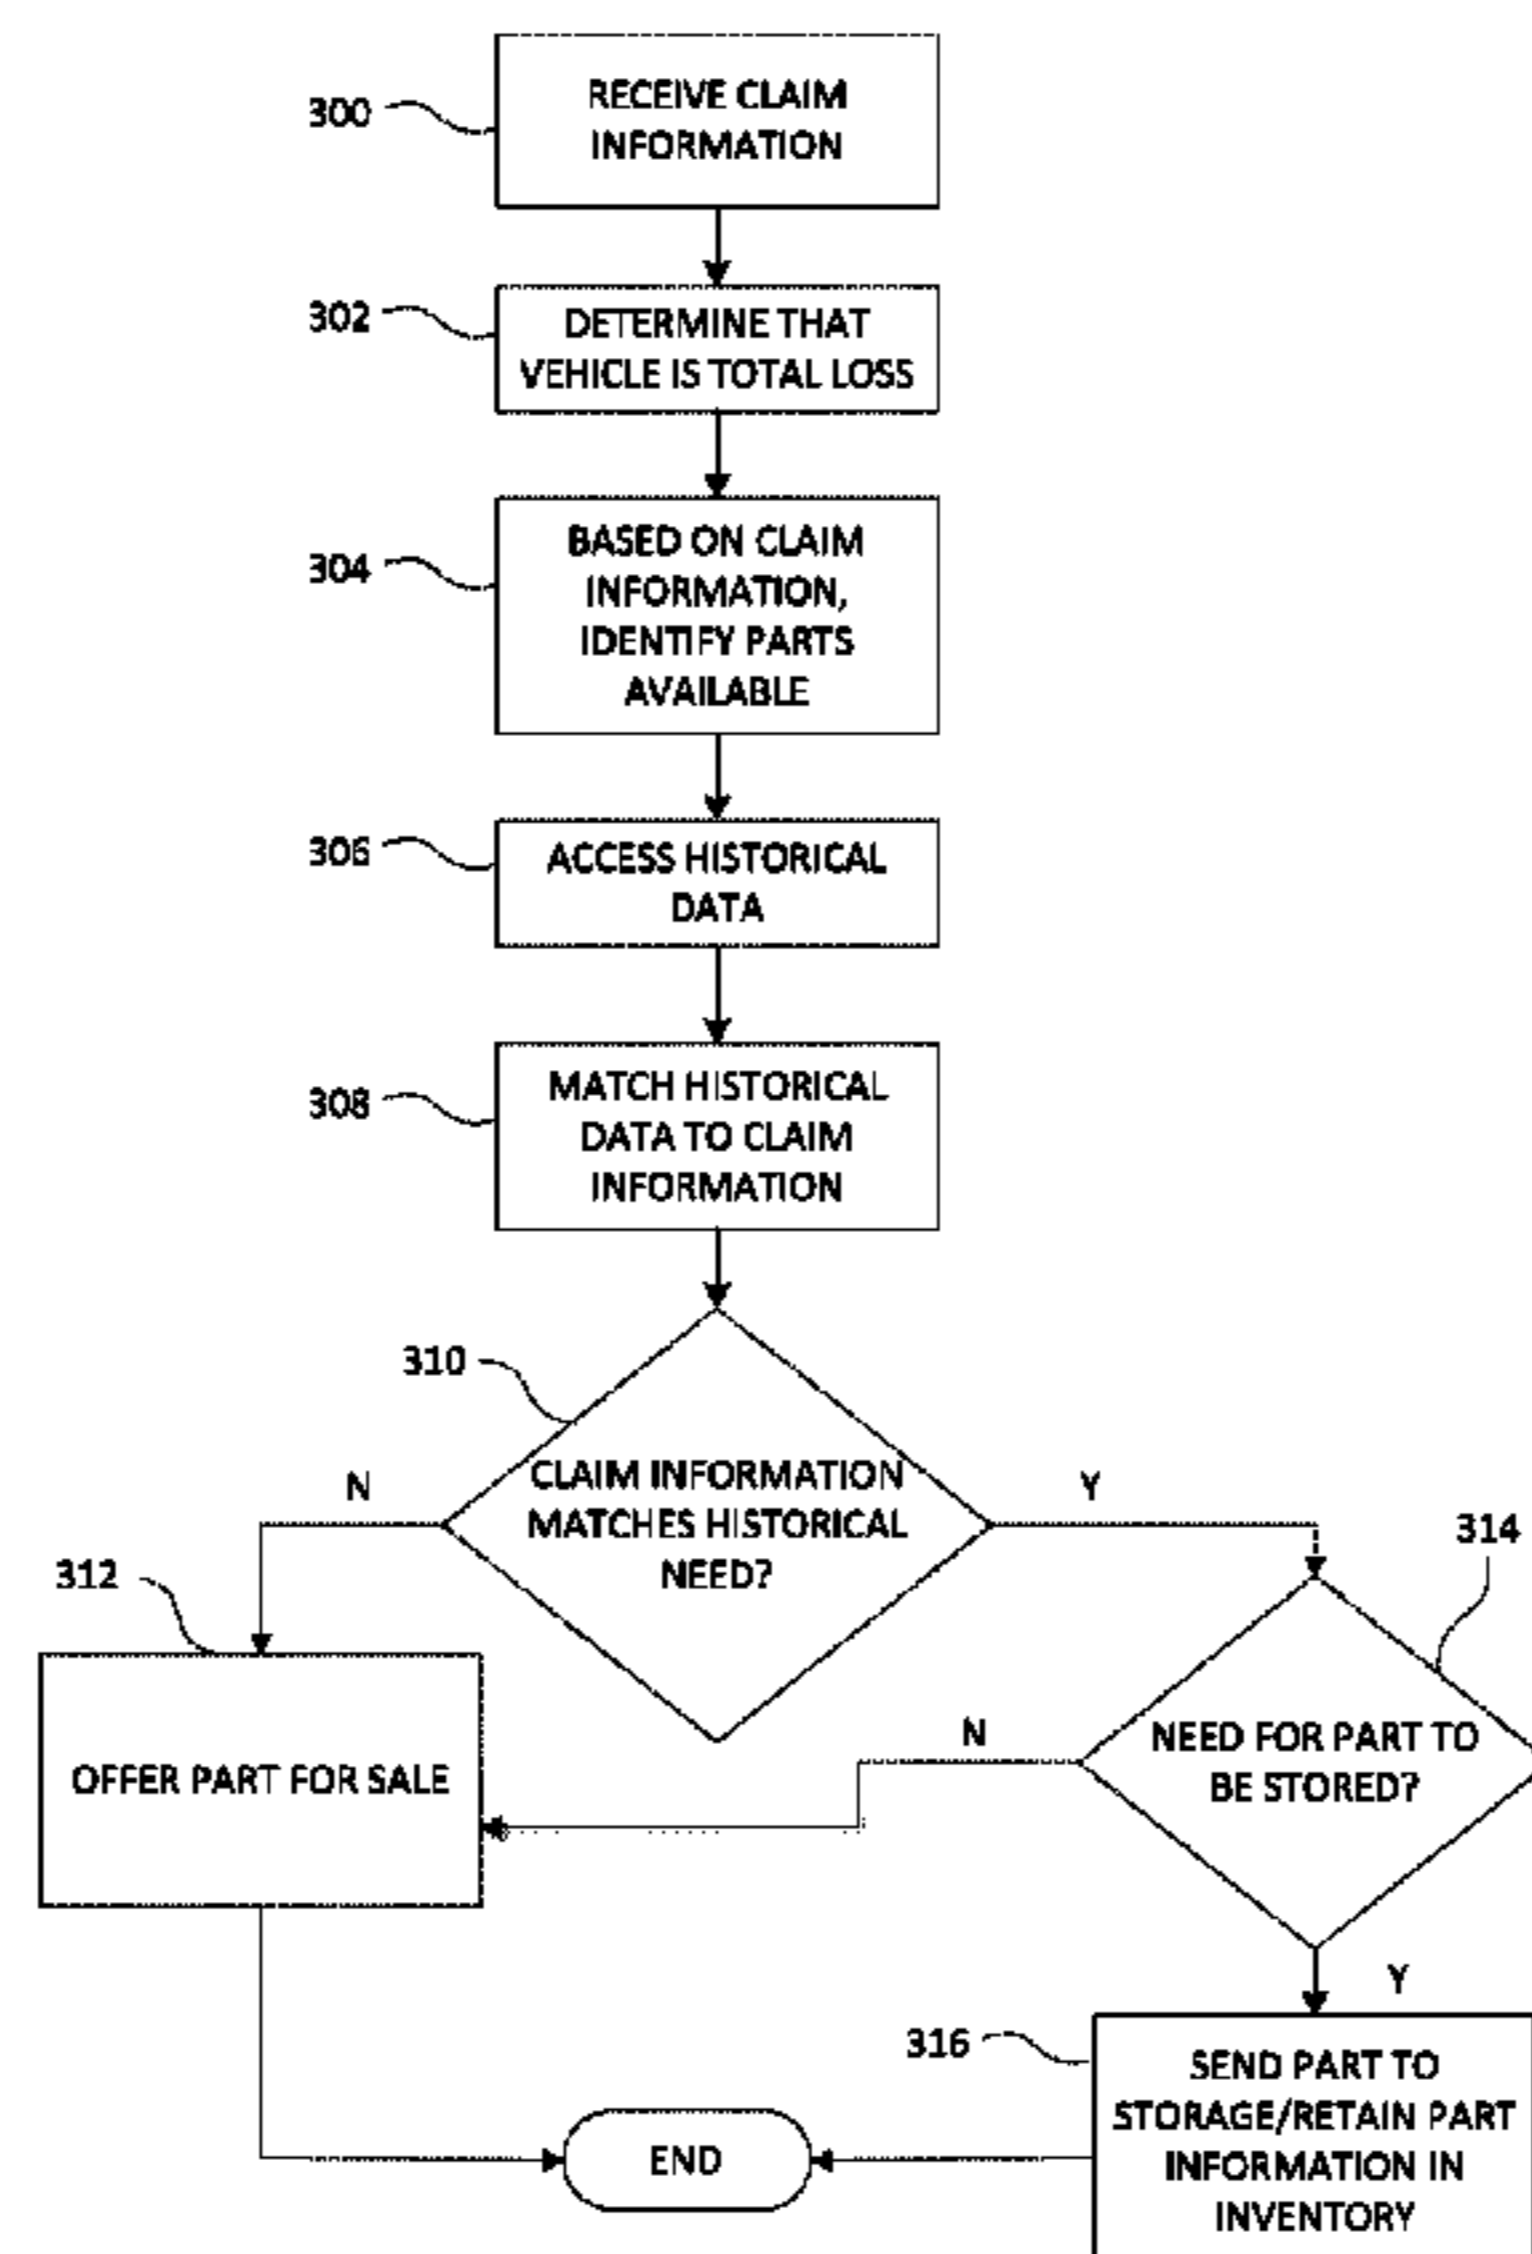 300
RECEIVE CLAIM
INFORMATION
302
DETERMINE THAT
VEHICLE IS TOTAL LOSS
304
BASED ON CLAIM
INFORMATION,
IDENTIFY PARTS
AVAILABLE
306
ACCESS HISTORICAL
DATA
308
MATCH HISTORICAL
DATA TO CLAIM
INFORMATION
310
CLAIM INFORMATION
MATCHES HISTORICAL
NEED?
N
Y
312
OFFER PART FOR SALE
314
NEED FOR PART TO
BE STORED?
N
Y
316
SEND PART TO
STORAGE/RETAIN PART
INFORMATION IN
INVENTORY
END